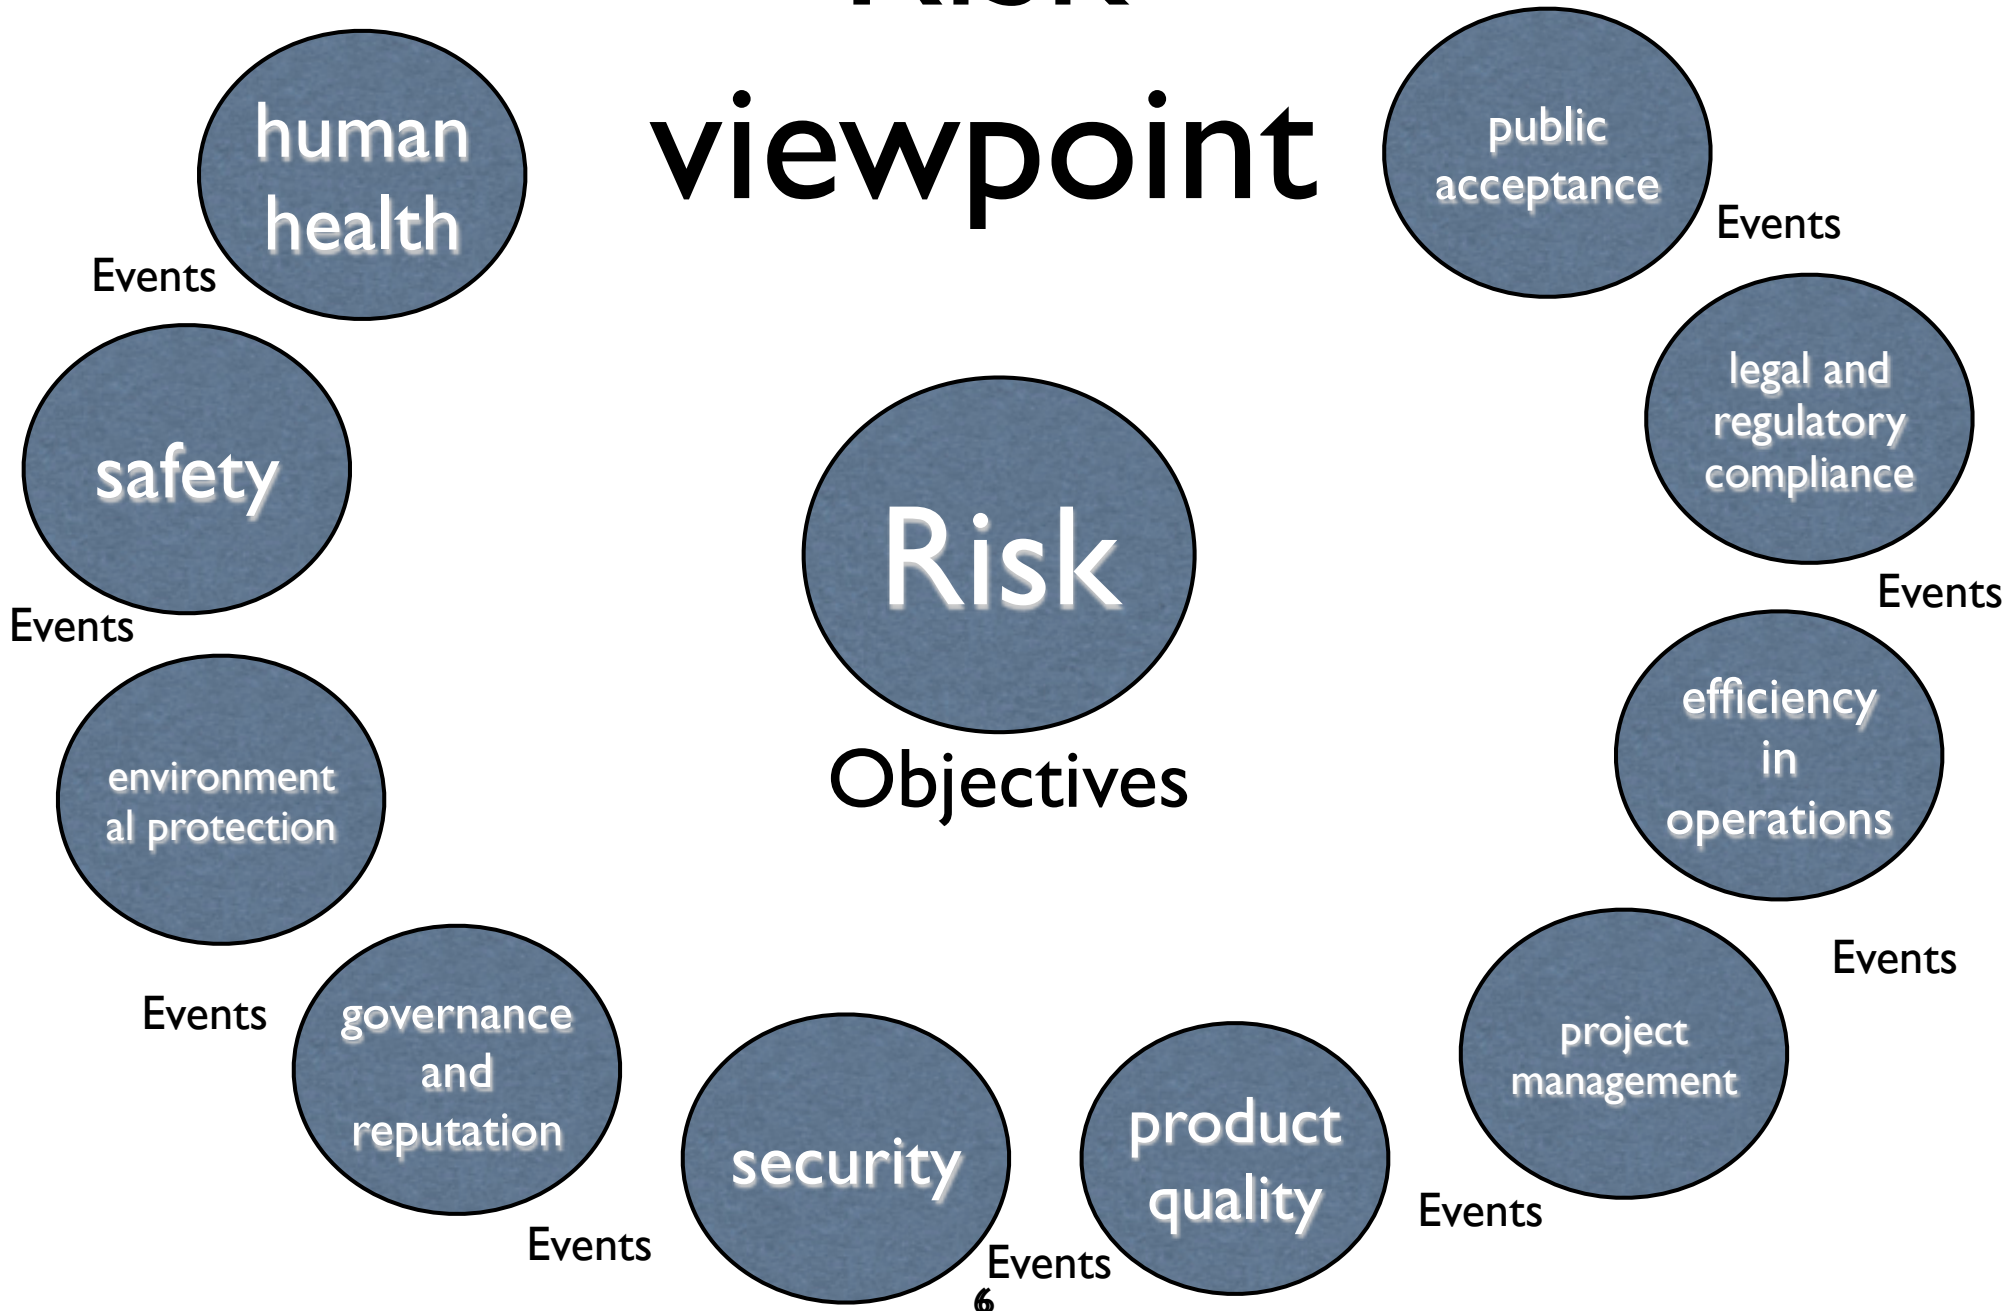 Risk
viewpoint
human
health
Events
safety
Events
environment
al protection
Events
governance
and
reputation
Events
security
Events
product
quality
Events
project
management
Events
efficiency
in
operations
Events
legal and
regulatory
compliance
Events
public
acceptance
Risk
Objectives
6